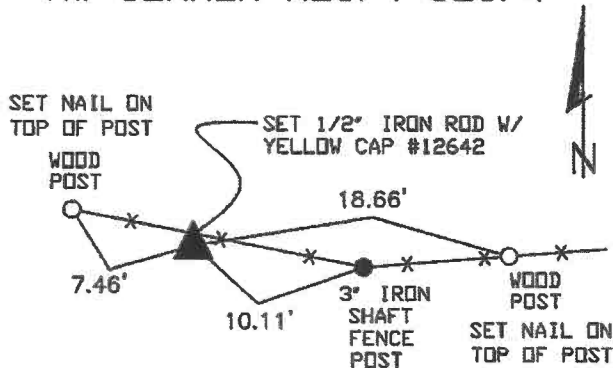 SET NAIL ON
TOP OF POST
WOOD
POST
SET 1/2" IRON ROD W/
YELLOW CAP #12642
N
18.66'
7.46'
10.11'
3" IRON
SHAFT
FENCE
POST
WOOD
POST
SET NAIL ON
TOP OF POST